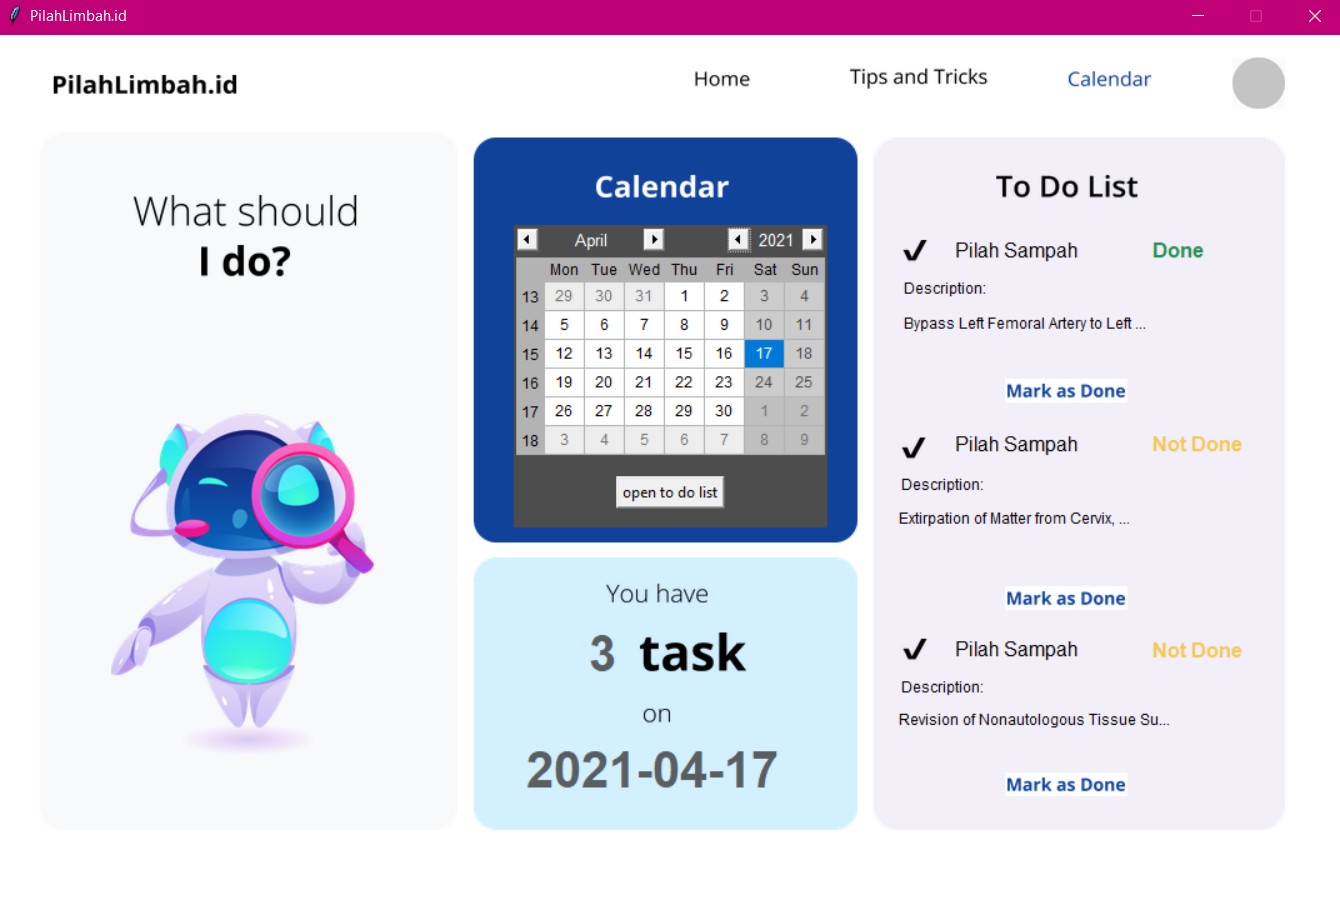 PilahLimbah.id
PilahLimbah.id
Home
Tips and Tricks
Calendar
What should
I do?
Calendar
April
2021
Mon Tue Wed Thu Fri Sat Sun
13 29 30 31 1 2 3 4
14 5 6 7 8 9 10 11
15 12 13 14 15 16 17 18
16 19 20 21 22 23 24 25
17 26 27 28 29 30 1 2
18 3 4 5 6 7 8 9
open to do list
You have
3 task
on
2021-04-17
To Do List
✔ Pilah Sampah Done
Description:
Bypass Left Femoral Artery to Left ...
Mark as Done
✔ Pilah Sampah Not Done
Description:
Extirpation of Matter from Cervix, ...
Mark as Done
✔ Pilah Sampah Not Done
Description:
Revision of Nonautologous Tissue Su...
Mark as Done